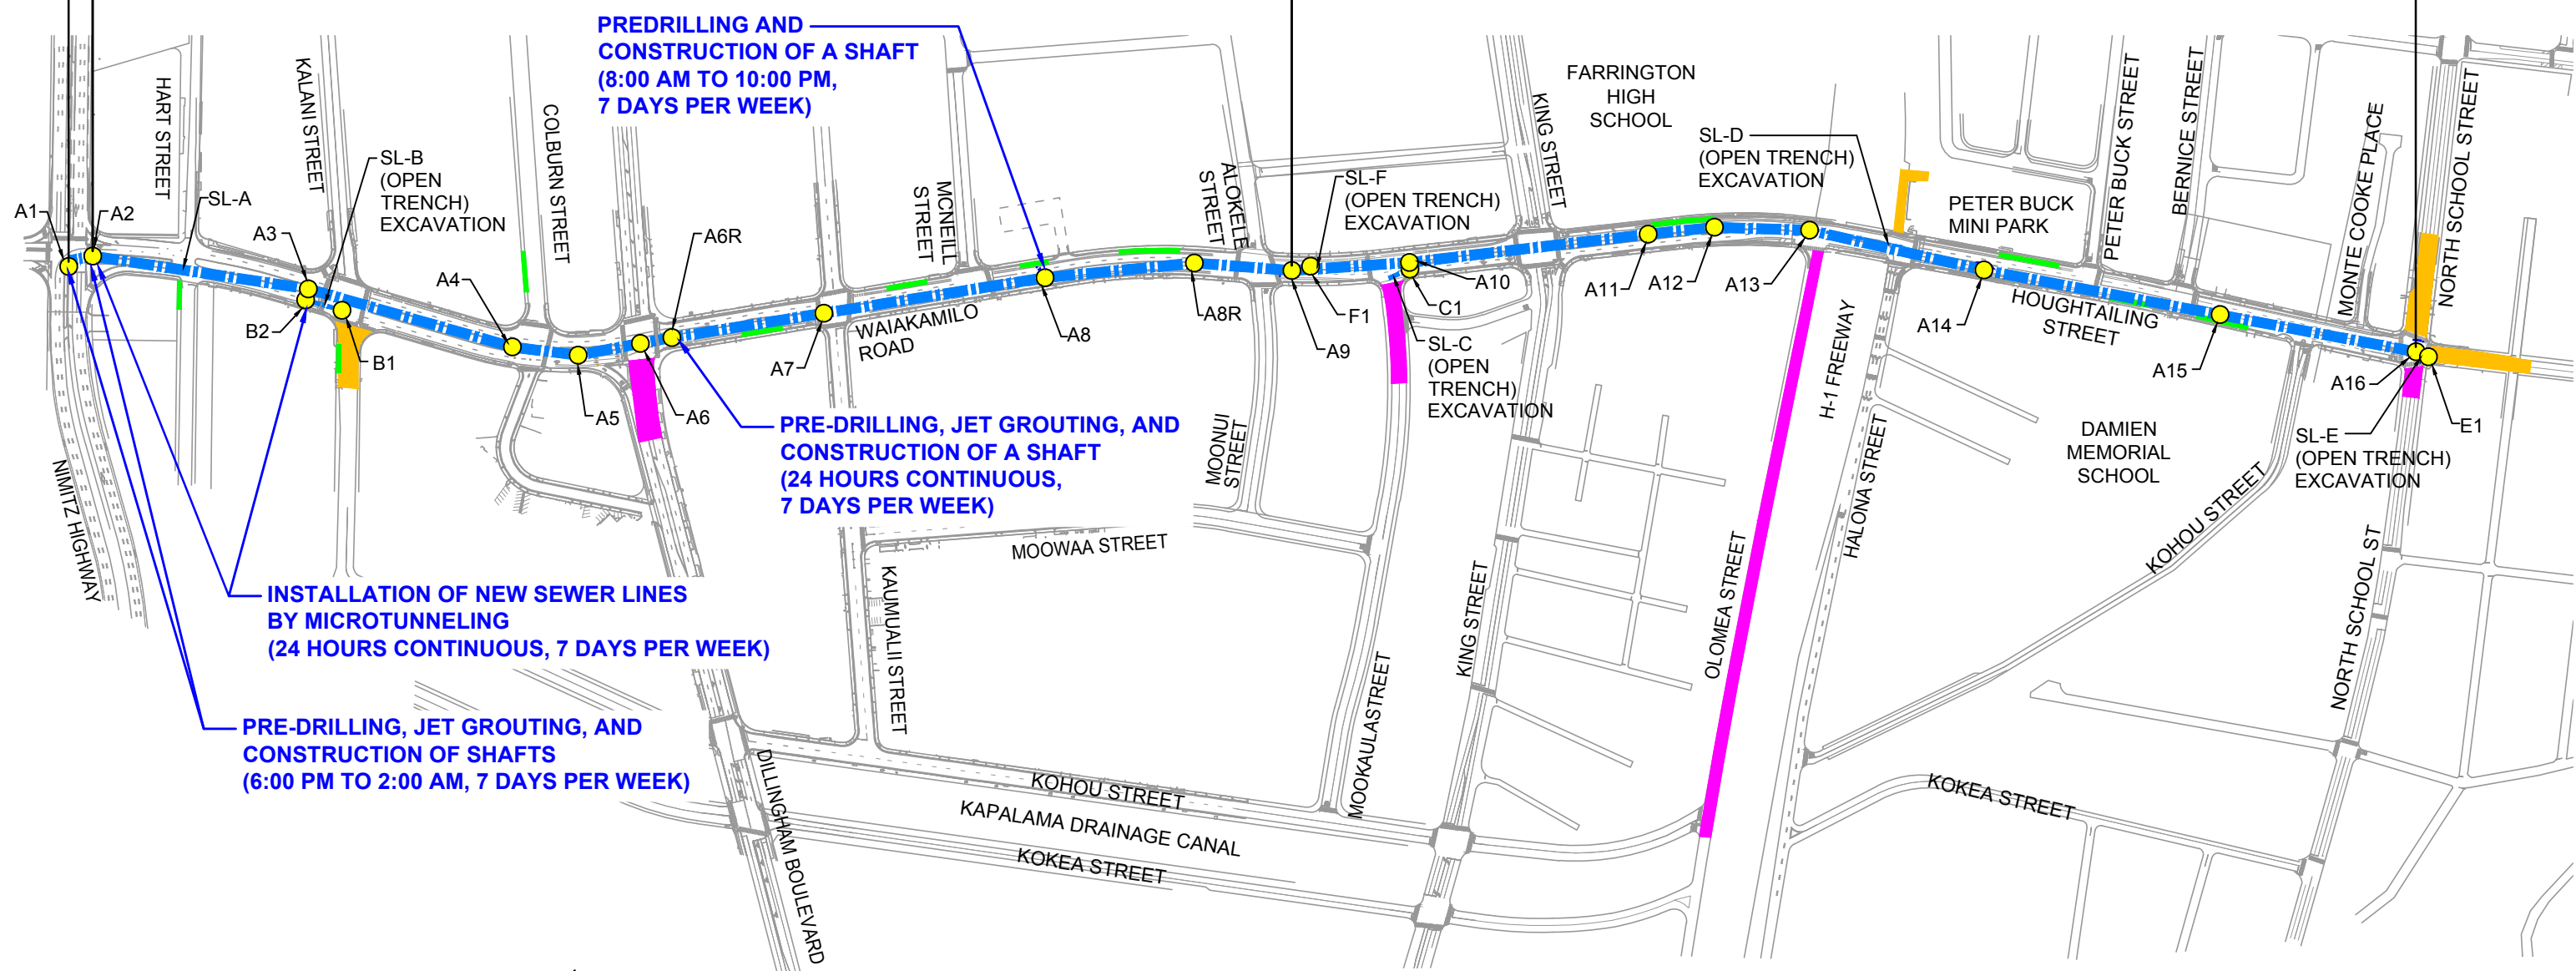 PREDRILLING AND
CONSTRUCTION OF A SHAFT
(8:00 AM TO 10:00 PM,
7 DAYS PER WEEK)
HART STREET
KALANI STREET
SL-B
(OPEN
TRENCH)
EXCAVATION
COLBURN STREET
MCNEILL
STREET
ALOKELE
STREET
KING STREET
FARRINGTON
HIGH
SCHOOL
SL-D
(OPEN TRENCH)
EXCAVATION
SL-F
(OPEN TRENCH)
EXCAVATION
PETER BUCK
MINI PARK
PETER BUCK STREET
BERNICE STREET
MONTE COOKE PLACE
NORTH SCHOOL STREET
A1
A2
SL-A
A3
B2
B1
A4
A5
A6
A6R
A7
WAIAKAMILO
ROAD
A8
A8R
A9
F1
C1
A10
A11
A12
A13
A14
HOUGHTAILING
STREET
A15
A16
E1
SL-C
(OPEN
TRENCH)
EXCAVATION
SL-E
(OPEN TRENCH)
EXCAVATION
DAMIEN
MEMORIAL
SCHOOL
H-1 FREEWAY
HALONA STREET
KOHOU STREET
NORTH SCHOOL ST
NIMITZ HIGHWAY
PRE-DRILLING, JET GROUTING, AND
CONSTRUCTION OF A SHAFT
(24 HOURS CONTINUOUS,
7 DAYS PER WEEK)
MOONUI
STREET
MOOWAA STREET
KAUMUALII STREET
INSTALLATION OF NEW SEWER LINES
BY MICROTUNNELING
(24 HOURS CONTINUOUS, 7 DAYS PER WEEK)
PRE-DRILLING, JET GROUTING, AND
CONSTRUCTION OF SHAFTS
(6:00 PM TO 2:00 AM, 7 DAYS PER WEEK)
MOOKAULASTREET
KING STREET
OLOMEA STREET
DILLINGHAM BOULEVARD
KOHOU STREET
KAPALAMA DRAINAGE CANAL
KOKEA STREET
KOKEA STREET